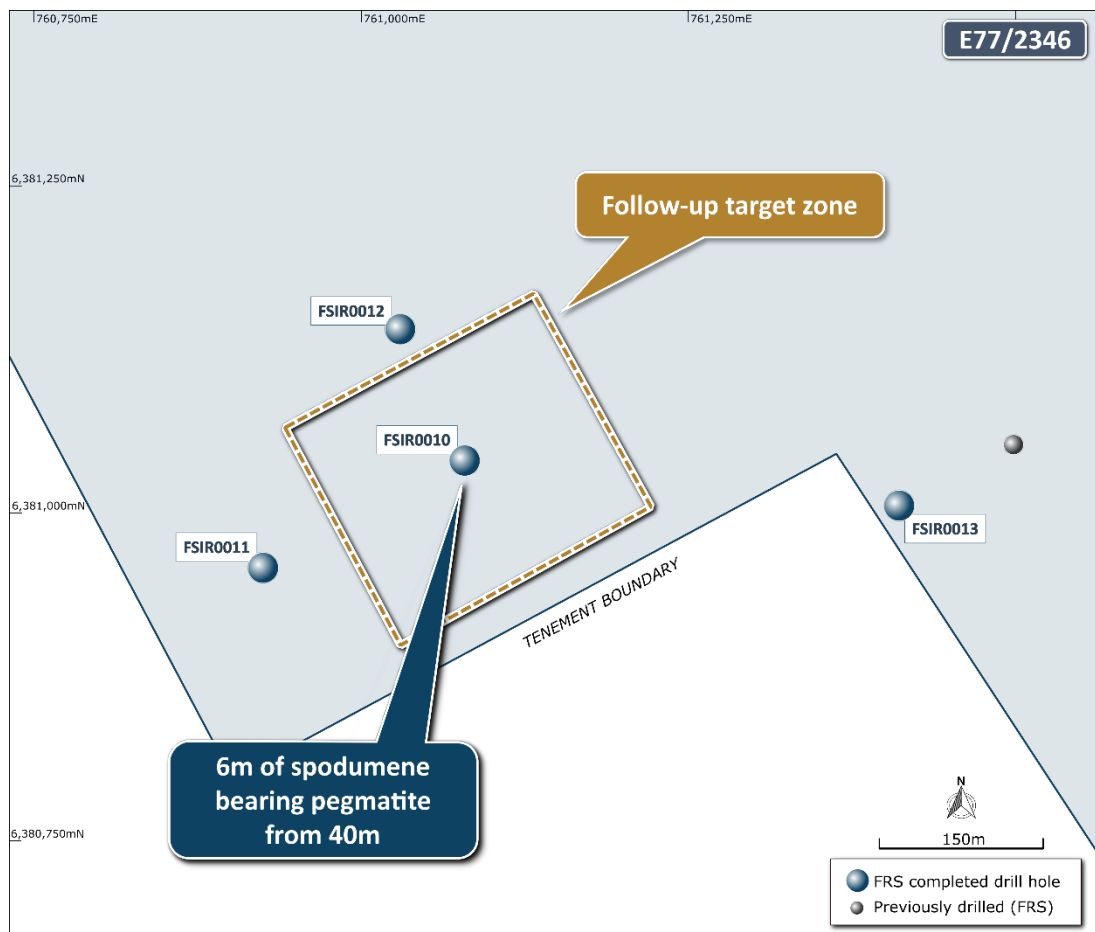 760,750mE
761,000mE
761,250mE
E77/2346
6,381,250mN
Follow-up target zone
FSIR0012
FSIR0010
6,381,000mN
FSIR0013
FSIR0011
TENEMENT BOUNDARY
6m of spodumene
bearing pegmatite
from 40m
N
6,380,750mN
150m
FRS completed drill hole
Previously drilled (FRS)